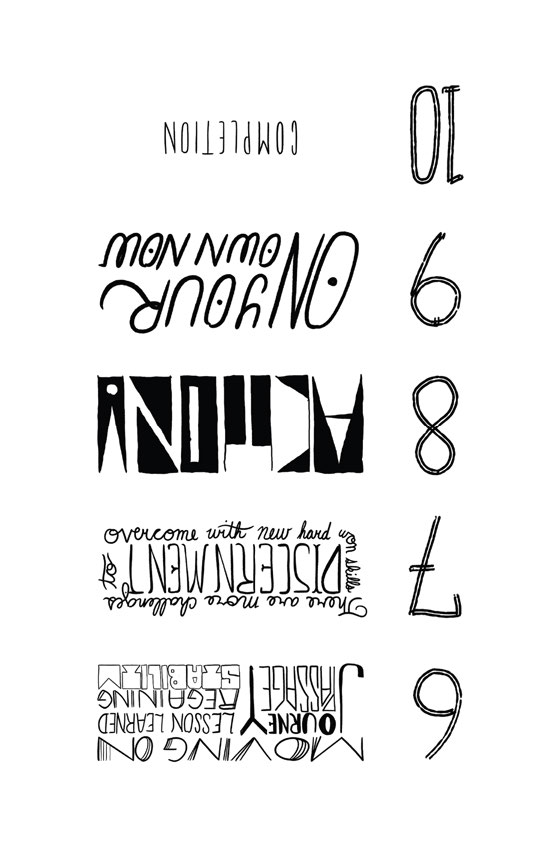 6
MOVING ON
JOURNEY
PASSAGE
LESSON LEARNED
REGAINING
STABILITY
7
There are more challenges to overcome with new hard won skills
DISCERNMENT
8
ACTION!
9
ON YOUR
OWN NOW
10
COMPLETION